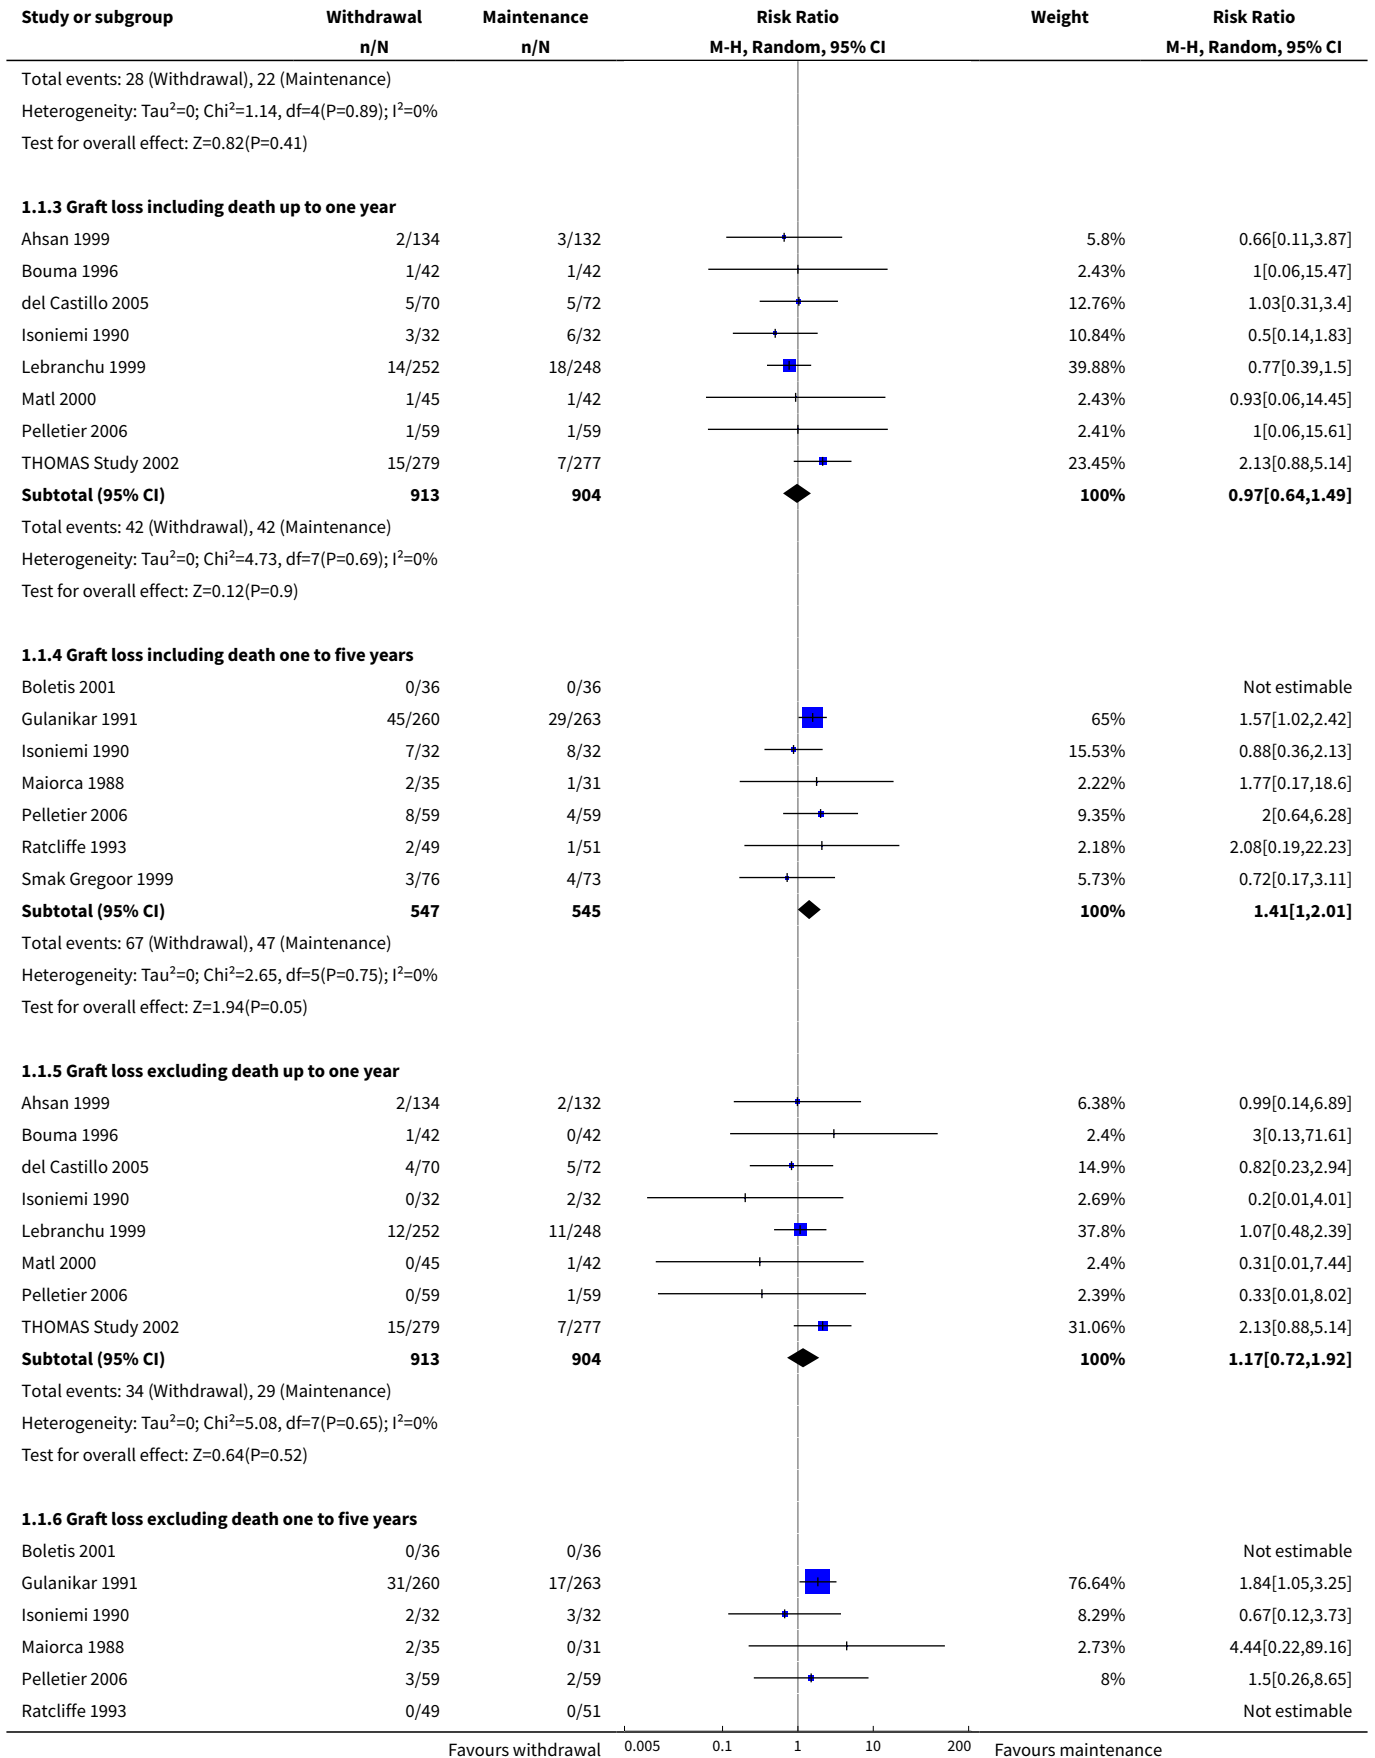 Study or subgroup Withdrawal Maintenance Risk Ratio Weight Risk Ratio
n/N n/N M-H, Random, 95% CI M-H, Random, 95% CI
Total events: 28 (Withdrawal), 22 (Maintenance)
Heterogeneity: Tau²=0; Chi²=1.14, df=4(P=0.89); I²=0%
Test for overall effect: Z=0.82(P=0.41)
1.1.3 Graft loss including death up to one year
Ahsan 1999 2/134 3/132 5.8% 0.66[0.11,3.87]
Bouma 1996 1/42 1/42 2.43% 1[0.06,15.47]
del Castillo 2005 5/70 5/72 12.76% 1.03[0.31,3.4]
Isoniemi 1990 3/32 6/32 10.84% 0.5[0.14,1.83]
Lebranchu 1999 14/252 18/248 39.88% 0.77[0.39,1.5]
Matl 2000 1/45 1/42 2.43% 0.93[0.06,14.45]
Pelletier 2006 1/59 1/59 2.41% 1[0.06,15.61]
THOMAS Study 2002 15/279 7/277 23.45% 2.13[0.88,5.14]
Subtotal (95% CI) 913 904 100% 0.97[0.64,1.49]
Total events: 42 (Withdrawal), 42 (Maintenance)
Heterogeneity: Tau²=0; Chi²=4.73, df=7(P=0.69); I²=0%
Test for overall effect: Z=0.12(P=0.9)
1.1.4 Graft loss including death one to five years
Boletis 2001 0/36 0/36 Not estimable
Gulanikar 1991 45/260 29/263 65% 1.57[1.02,2.42]
Isoniemi 1990 7/32 8/32 15.53% 0.88[0.36,2.13]
Maiorca 1988 2/35 1/31 2.22% 1.77[0.17,18.6]
Pelletier 2006 8/59 4/59 9.35% 2[0.64,6.28]
Ratcliffe 1993 2/49 1/51 2.18% 2.08[0.19,22.23]
Smak Gregoor 1999 3/76 4/73 5.73% 0.72[0.17,3.11]
Subtotal (95% CI) 547 545 100% 1.41[1,2.01]
Total events: 67 (Withdrawal), 47 (Maintenance)
Heterogeneity: Tau²=0; Chi²=2.65, df=5(P=0.75); I²=0%
Test for overall effect: Z=1.94(P=0.05)
1.1.5 Graft loss excluding death up to one year
Ahsan 1999 2/134 2/132 6.38% 0.99[0.14,6.89]
Bouma 1996 1/42 0/42 2.4% 3[0.13,71.61]
del Castillo 2005 4/70 5/72 14.9% 0.82[0.23,2.94]
Isoniemi 1990 0/32 2/32 2.69% 0.2[0.01,4.01]
Lebranchu 1999 12/252 11/248 37.8% 1.07[0.48,2.39]
Matl 2000 0/45 1/42 2.4% 0.31[0.01,7.44]
Pelletier 2006 0/59 1/59 2.39% 0.33[0.01,8.02]
THOMAS Study 2002 15/279 7/277 31.06% 2.13[0.88,5.14]
Subtotal (95% CI) 913 904 100% 1.17[0.72,1.92]
Total events: 34 (Withdrawal), 29 (Maintenance)
Heterogeneity: Tau²=0; Chi²=5.08, df=7(P=0.65); I²=0%
Test for overall effect: Z=0.64(P=0.52)
1.1.6 Graft loss excluding death one to five years
Boletis 2001 0/36 0/36 Not estimable
Gulanikar 1991 31/260 17/263 76.64% 1.84[1.05,3.25]
Isoniemi 1990 2/32 3/32 8.29% 0.67[0.12,3.73]
Maiorca 1988 2/35 0/31 2.73% 4.44[0.22,89.16]
Pelletier 2006 3/59 2/59 8% 1.5[0.26,8.65]
Ratcliffe 1993 0/49 0/51 Not estimable
Favours withdrawal 0.005 0.1 1 10 200 Favours maintenance